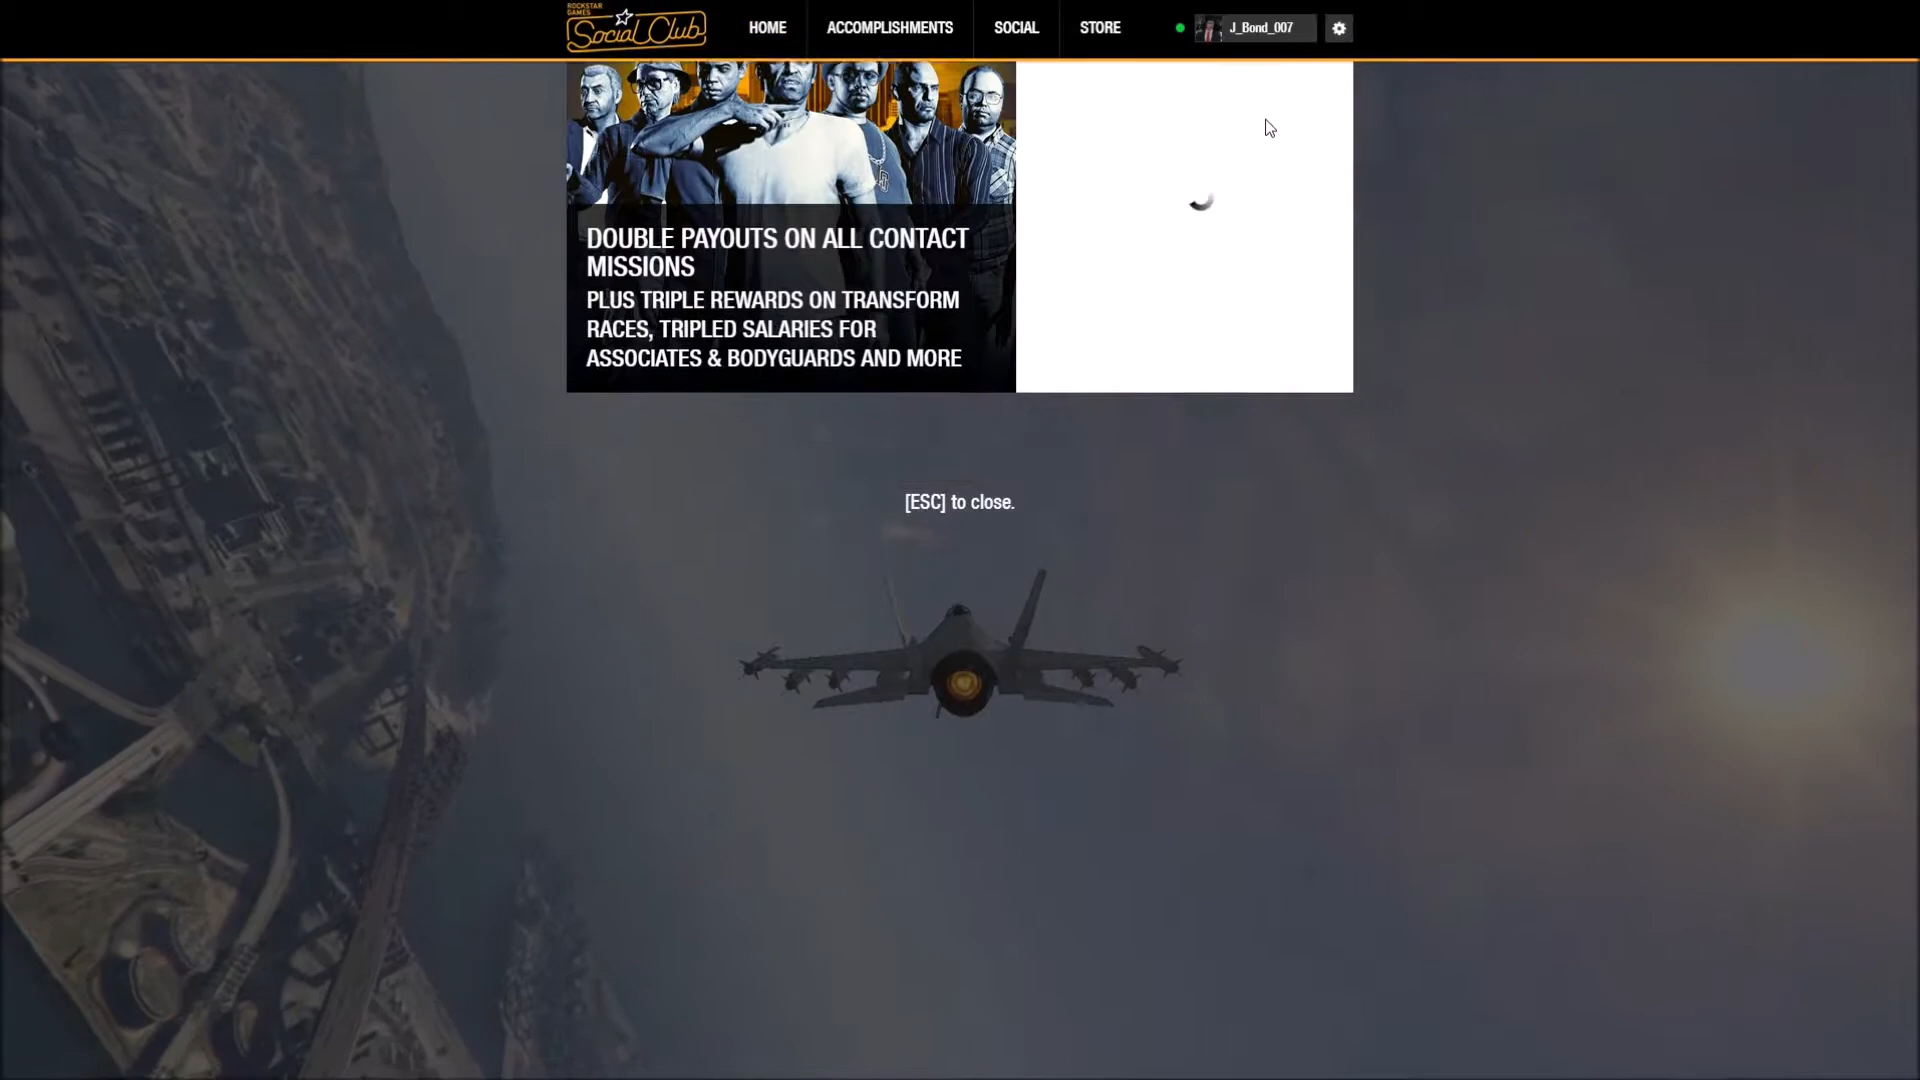 ROCKSTAR
GAMES
Social Club
HOME
ACCOMPLISHMENTS
SOCIAL
STORE
J_Bond_007
DOUBLE PAYOUTS ON ALL CONTACT
MISSIONS
PLUS TRIPLE REWARDS ON TRANSFORM
RACES, TRIPLED SALARIES FOR
ASSOCIATES & BODYGUARDS AND MORE
[ESC] to close.